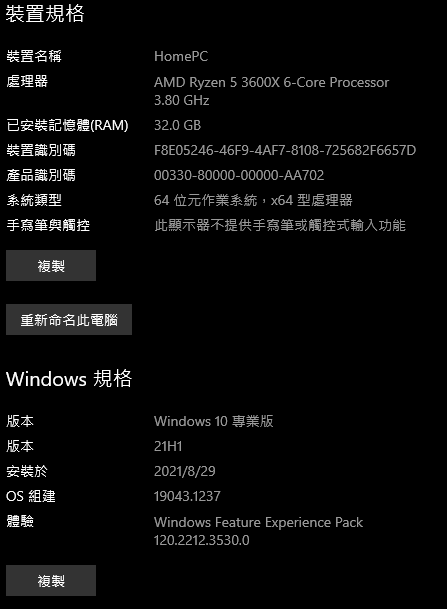 裝置規格
裝置名稱 HomePC
處理器 AMD Ryzen 5 3600X 6-Core Processor
3.80 GHz
已安裝記憶體(RAM) 32.0 GB
裝置識別碼 F8E05246-46F9-4AF7-8108-725682F6657D
產品識別碼 00330-80000-00000-AA702
系統類型 64 位元作業系統，x64 型處理器
手寫筆與觸控 此顯示器不提供手寫筆或觸控式輸入功能
複製
重新命名此電腦
Windows 規格
版本 Windows 10 專業版
版本 21H1
安裝於 2021/8/29
OS 組建 19043.1237
體驗 Windows Feature Experience Pack
120.2212.3530.0
複製